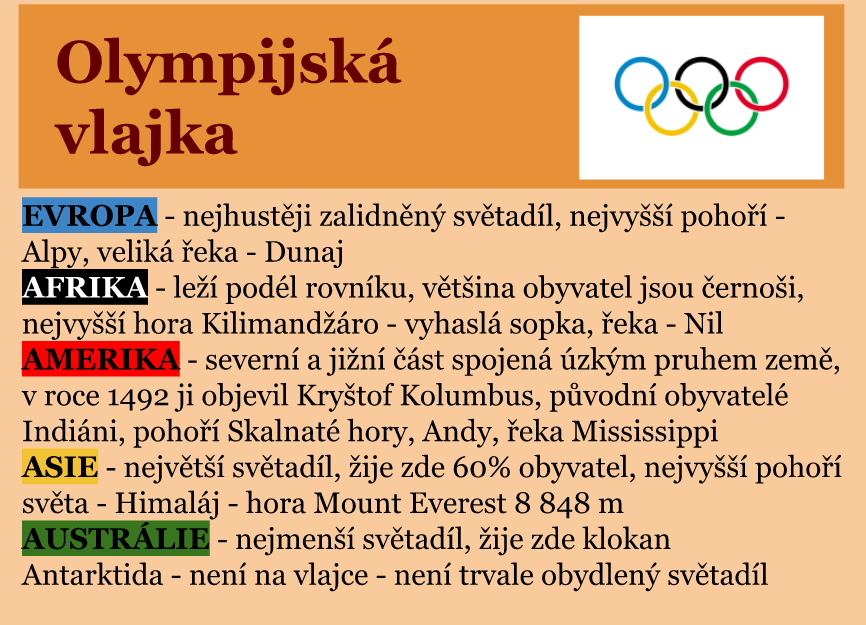 Olympijská
vlajka
EVROPA - nejhustěji zalidněný světadíl, nejvyšší pohoří -
Alpy, veliká řeka - Dunaj
AFRIKA - leží podél rovníku, většina obyvatel jsou černoši,
nejvyšší hora Kilimandžáro - vyhaslá sopka, řeka - Nil
AMERIKA - severní a jižní část spojená úzkým pruhem země,
v roce 1492 ji objevil Kryštof Kolumbus, původní obyvatelé
Indiáni, pohoří Skalnaté hory, Andy, řeka Mississippi
ASIE - největší světadíl, žije zde 60% obyvatel, nejvyšší pohoří
světa - Himaláj - hora Mount Everest 8 848 m
AUSTRÁLIE - nejmenší světadíl, žije zde klokan
Antarktida - není na vlajce - není trvale obydlený světadíl